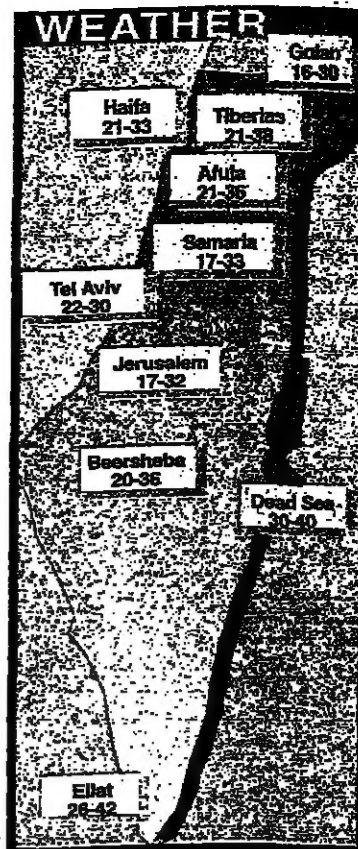 WEATHER
Golan
16-30
Haifa
21-33
Tiberias
21-38
Afula
21-36
Samaria
17-33
Tel Aviv
22-30
Jerusalem
17-32
Beersheba
20-36
Dead Sea
30-40
Eilat
26-42